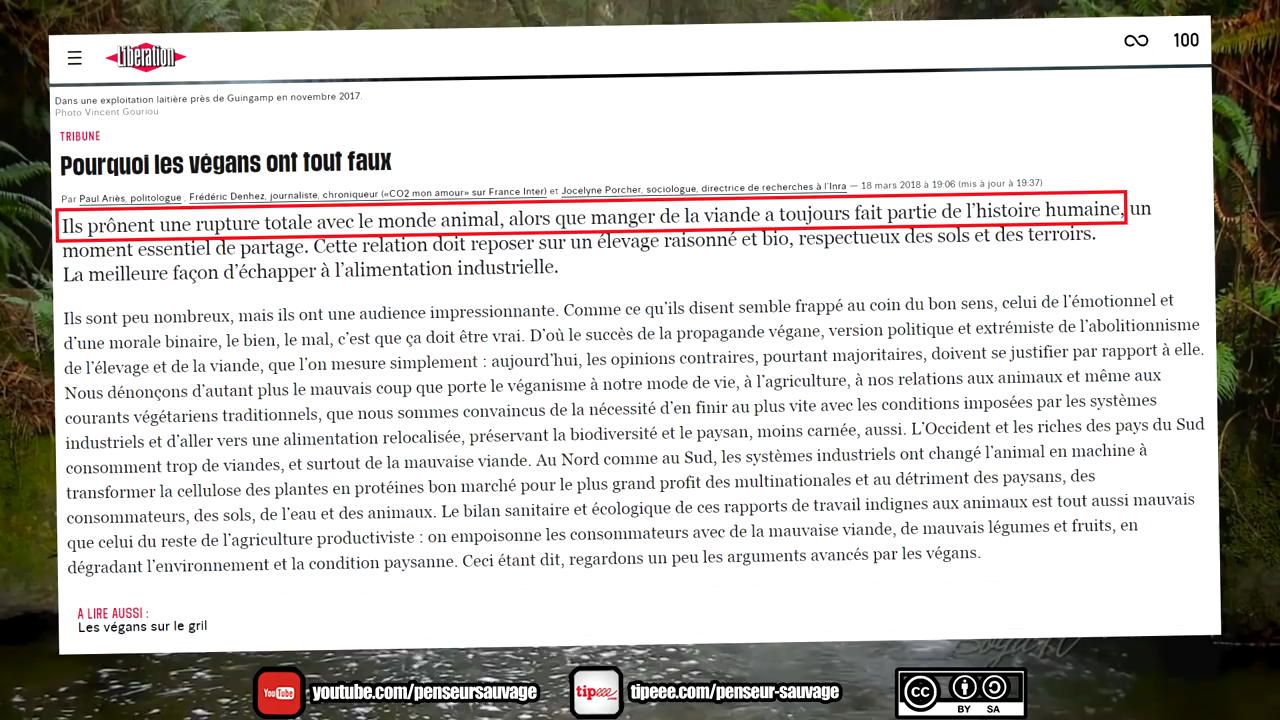 Libération
100
Dans une exploitation laitière près de Guingamp en novembre 2017.
Photo Vincent Gouriou
TRIBUNE
Pourquoi les végans ont tout faux
Par Paul Ariès, politologue , Frédéric Denhez, journaliste, chroniqueur («CO2 mon amour» sur France Inter) et Jocelyne Porcher, sociologue, directrice de recherches à l'Inra — 18 mars 2018 à 19:06 (mis à jour à 19:37)
Ils prônent une rupture totale avec le monde animal, alors que manger de la viande a toujours fait partie de l'histoire humaine, un
moment essentiel de partage. Cette relation doit reposer sur un élevage raisonné et bio, respectueux des sols et des terroirs.
La meilleure façon d'échapper à l'alimentation industrielle.
Ils sont peu nombreux, mais ils ont une audience impressionnante. Comme ce qu'ils disent semble frappé au coin du bon sens, celui de l'émotionnel et
d'une morale binaire, le bien, le mal, c'est que ça doit être vrai. D'où le succès de la propagande végane, version politique et extrémiste de l'abolitionnisme
de l'élevage et de la viande, que l'on mesure simplement : aujourd'hui, les opinions contraires, pourtant majoritaires, doivent se justifier par rapport à elle.
Nous dénonçons d'autant plus le mauvais coup que porte le véganisme à notre mode de vie, à l'agriculture, à nos relations aux animaux et même aux
courants végétariens traditionnels, que nous sommes convaincus de la nécessité d'en finir au plus vite avec les conditions imposées par les systèmes
industriels et d'aller vers une alimentation relocalisée, préservant la biodiversité et le paysan, moins carnée, aussi. L'Occident et les riches des pays du Sud
consomment trop de viandes, et surtout de la mauvaise viande. Au Nord comme au Sud, les systèmes industriels ont changé l'animal en machine à
transformer la cellulose des plantes en protéines bon marché pour le plus grand profit des multinationales et au détriment des paysans, des
consommateurs, des sols, de l'eau et des animaux. Le bilan sanitaire et écologique de ces rapports de travail indignes aux animaux est tout aussi mauvais
que celui du reste de l'agriculture productiviste : on empoisonne les consommateurs avec de la mauvaise viande, de mauvais légumes et fruits, en
dégradant l'environnement et la condition paysanne. Ceci étant dit, regardons un peu les arguments avancés par les végans.
A LIRE AUSSI :
Les végans sur le gril
YouTube youtube.com/penseursauvage
tipeee tipeee.com/penseur-sauvage
cc BY SA